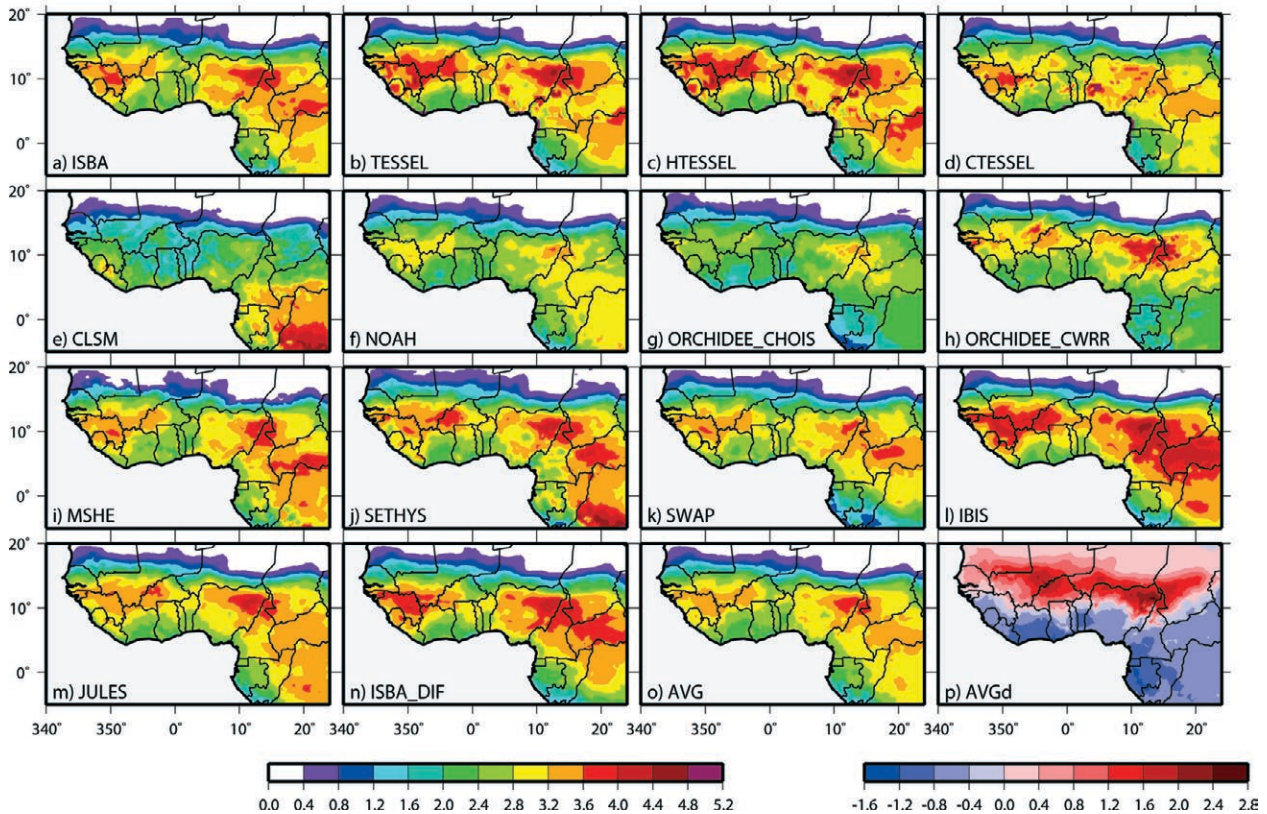 20˚
10˚
0˚
a) ISBA
b) TESSEL
c) HTESSEL
d) CTESSEL
20˚
10˚
0˚
e) CLSM
f) NOAH
g) ORCHIDEE_CHOIS
h) ORCHIDEE_CWRR
20˚
10˚
0˚
i) MSHE
j) SETHYS
k) SWAP
l) IBIS
20˚
10˚
0˚
m) JULES
n) ISBA_DIF
o) AVG
p) AVGd
340˚ 350˚ 0˚ 10˚ 20˚ 340˚ 350˚ 0˚ 10˚ 20˚ 340˚ 350˚ 0˚ 10˚ 20˚ 340˚ 350˚ 0˚ 10˚ 20˚
0.0 0.4 0.8 1.2 1.6 2.0 2.4 2.8 3.2 3.6 4.0 4.4 4.8 5.2
-1.6 -1.2 -0.8 -0.4 0.0 0.4 0.8 1.2 1.6 2.0 2.4 2.8